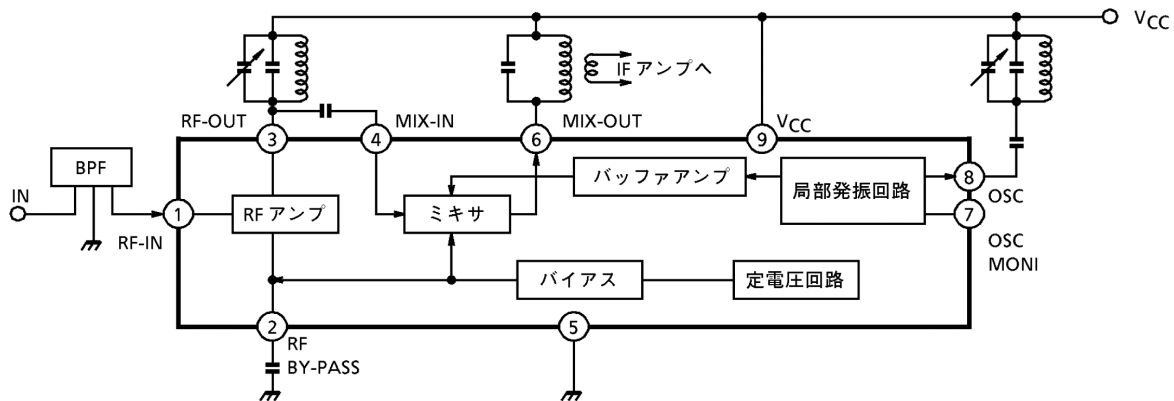 VCC
IF アンプへ
RF-OUT
3
4
MIX-IN
6
MIX-OUT
9
VCC
BPF
IN
1
RF-IN
RF アンプ
ミキサ
バッファアンプ
局部発振回路
8
OSC
7
OSC
MONI
バイアス
定電圧回路
2
RF
BY-PASS
5